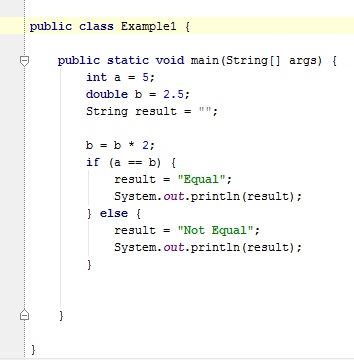 public class Example1 {
public static void main(String[] args) {
int a = 5;
double b = 2.5;
String result = "";
b = b * 2;
if (a == b) {
result = "Equal";
System.out.println(result);
} else {
result = "Not Equal";
System.out.println(result);
}
}
}